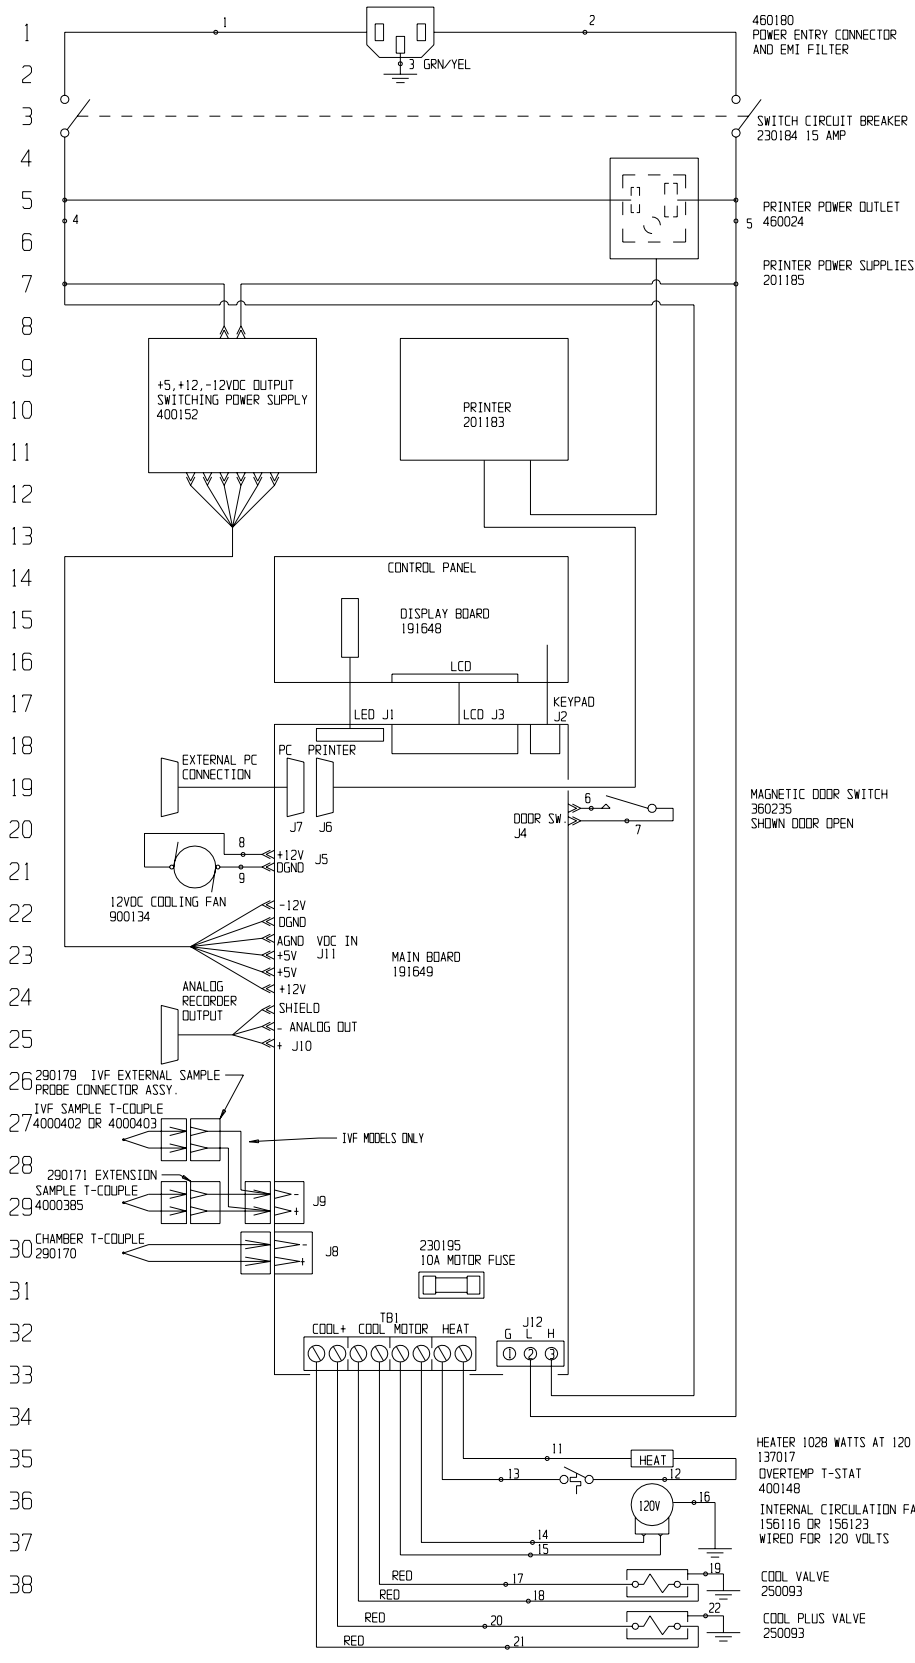 1
1
2
460180
POWER ENTRY CONNECTOR
AND EMI FILTER
2
3 GRN/YEL
3
SWITCH CIRCUIT BREAKER
230184 15 AMP
4
5
PRINTER POWER OUTLET
460024
4
5
6
PRINTER POWER SUPPLIES
201185
7
8
9
+5,+12,-12VDC OUTPUT
SWITCHING POWER SUPPLY
400152
10
PRINTER
201183
11
12
13
14
CONTROL PANEL
15
DISPLAY BOARD
191648
16
LCD
17
LED J1
LCD J3
KEYPAD
J2
18
PC
PRINTER
EXTERNAL PC
CONNECTION
19
MAGNETIC DOOR SWITCH
360235
SHOWN DOOR OPEN
6
7
DOOR SW.
J4
J7
J6
20
8
+12V
J5
DGND
9
21
12VDC COOLING FAN
900134
22
-12V
DGND
AGND VDC IN
J11
+5V
+5V
+12V
23
MAIN BOARD
191649
24
ANALOG
RECORDER
OUTPUT
SHIELD
- ANALOG OUT
+ J10
25
26
290179 IVF EXTERNAL SAMPLE
PROBE CONNECTOR ASSY.
IVF SAMPLE T-COUPLE
27
4000402 OR 4000403
IVF MODELS ONLY
28
290171 EXTENSION
SAMPLE T-COUPLE
29
4000385
-
J9
+
30
CHAMBER T-COUPLE
290170
-
J8
+
230195
10A MOTOR FUSE
31
32
TB1
COOL+ COOL MOTOR HEAT
J12
G L H
1 2 3
33
34
35
11
HEAT
HEATER 1028 WATTS AT 120
137017
13
12
OVERTEMP T-STAT
400148
36
120V
16
INTERNAL CIRCULATION FA
156116 OR 156123
WIRED FOR 120 VOLTS
37
14
15
38
RED
17
19
COOL VALVE
250093
RED
18
RED
20
22
COOL PLUS VALVE
250093
RED
21